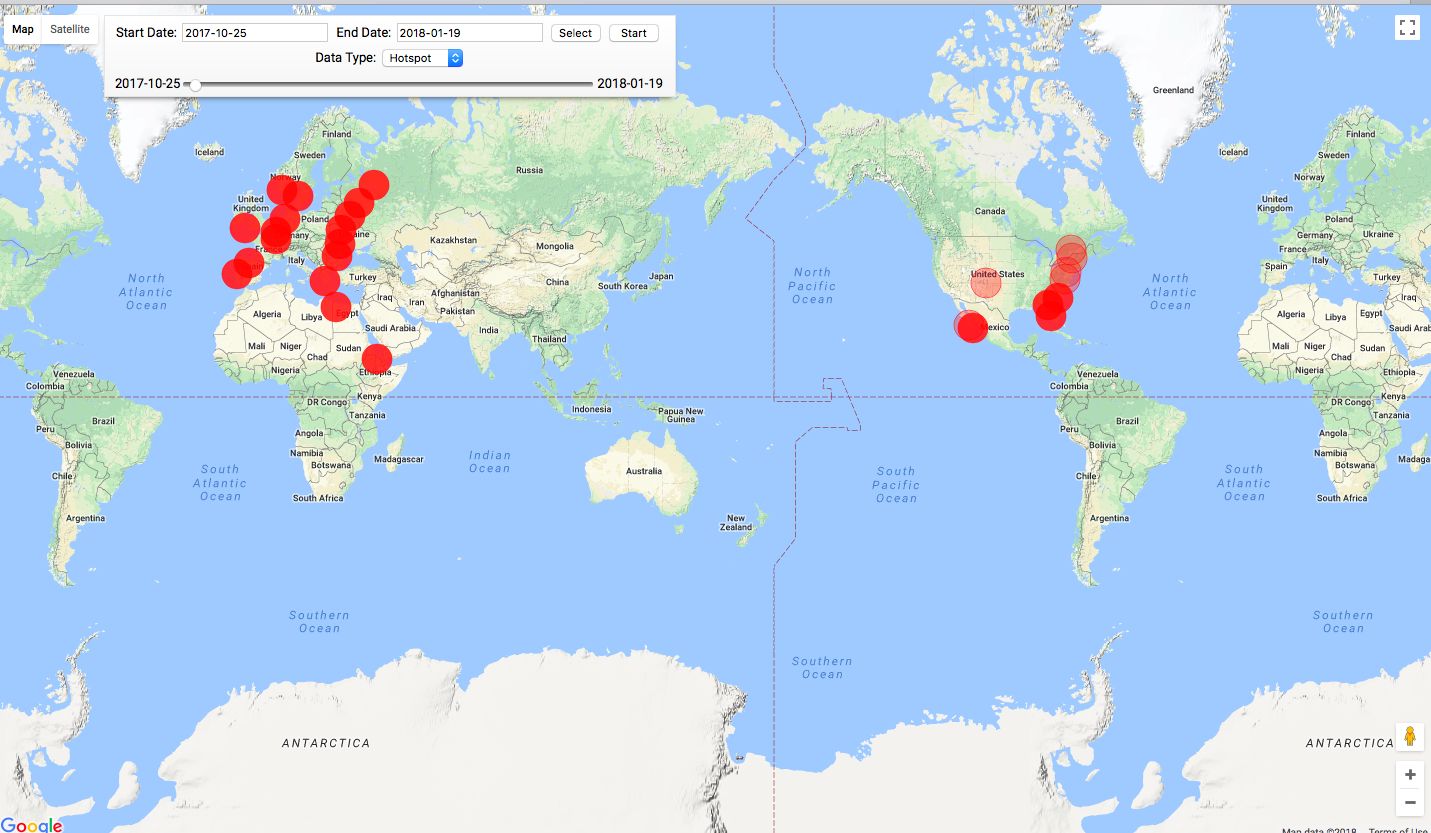 Map Satellite
Start Date: 2017-10-25 End Date: 2018-01-19 Select Start
Data Type: Hotspot
2017-10-25 2018-01-19
Greenland
Iceland
Finland
Sweden
Norway
Russia
United
Kingdom
Poland
Kazakhstan
Mongolia
Italy
Turkey
China
Japan
South Korea
Afghanistan
Iraq
Iran
Pakistan
Algeria
Libya
Egypt
Saudi Arabia
India
Mali
Niger
Sudan
Chad
Thailand
Nigeria
Ethiopia
DR Congo
Kenya
Tanzania
Indonesia
Papua New
Guinea
Angola
Namibia
Botswana
Madagascar
South Africa
Australia
New
Zealand
Venezuela
Colombia
Brazil
Peru
Bolivia
Chile
Argentina
North
Atlantic
Ocean
South
Atlantic
Ocean
Indian
Ocean
Southern
Ocean
ANTARCTICA
North
Pacific
Ocean
South
Pacific
Ocean
Southern
Ocean
Canada
United States
Mexico
Venezuela
Colombia
Brazil
Peru
Bolivia
Chile
Argentina
North
Atlantic
Ocean
South
Atlantic
Ocean
Iceland
Finland
Sweden
Norway
United
Kingdom
Poland
Germany
Ukraine
France
Italy
Spain
Turkey
Iraq
Algeria
Libya
Egypt
Saudi Arab
Mali
Niger
Sudan
Chad
Nigeria
Ethiopia
DR Congo
Kenya
Tanzania
Angola
Namibia
Botswana
Madaga
South Africa
Southern
Ocean
ANTARCTICA
Google
Map data ©2018 Terms of Use